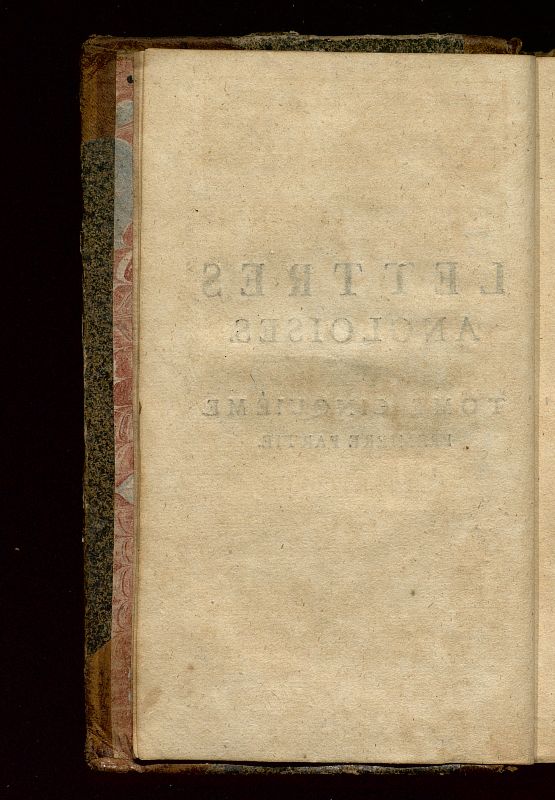 LETTRES
ANGLOISES.
TOME CINQUIÈME.
PREMIERE PARTIE.